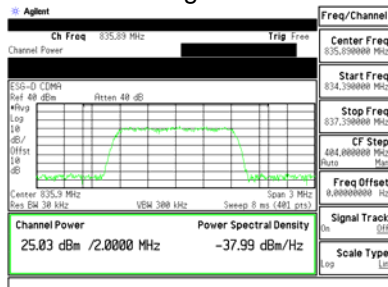 Agilent
Freq/Channel
Ch Freq 835.89 MHz Trig Free
Channel Power
Center Freq
835.890000 MHz
Start Freq
834.390000 MHz
Stop Freq
837.390000 MHz
CF Step
404.000000 MHz
Auto Man
Freq Offset
0.00000000 Hz
Signal Track
On Off
Scale Type
Log Lin
ESG-D CDMA
Ref 40 dBm Atten 40 dB
#Avg
Log
10
dB/
Offst
10
dB
Center 835.9 MHz Span 3 MHz
Res BW 30 kHz VBW 300 kHz Sweep 8 ms (401 pts)
Channel Power Power Spectral Density
25.03 dBm /2.0000 MHz -37.99 dBm/Hz